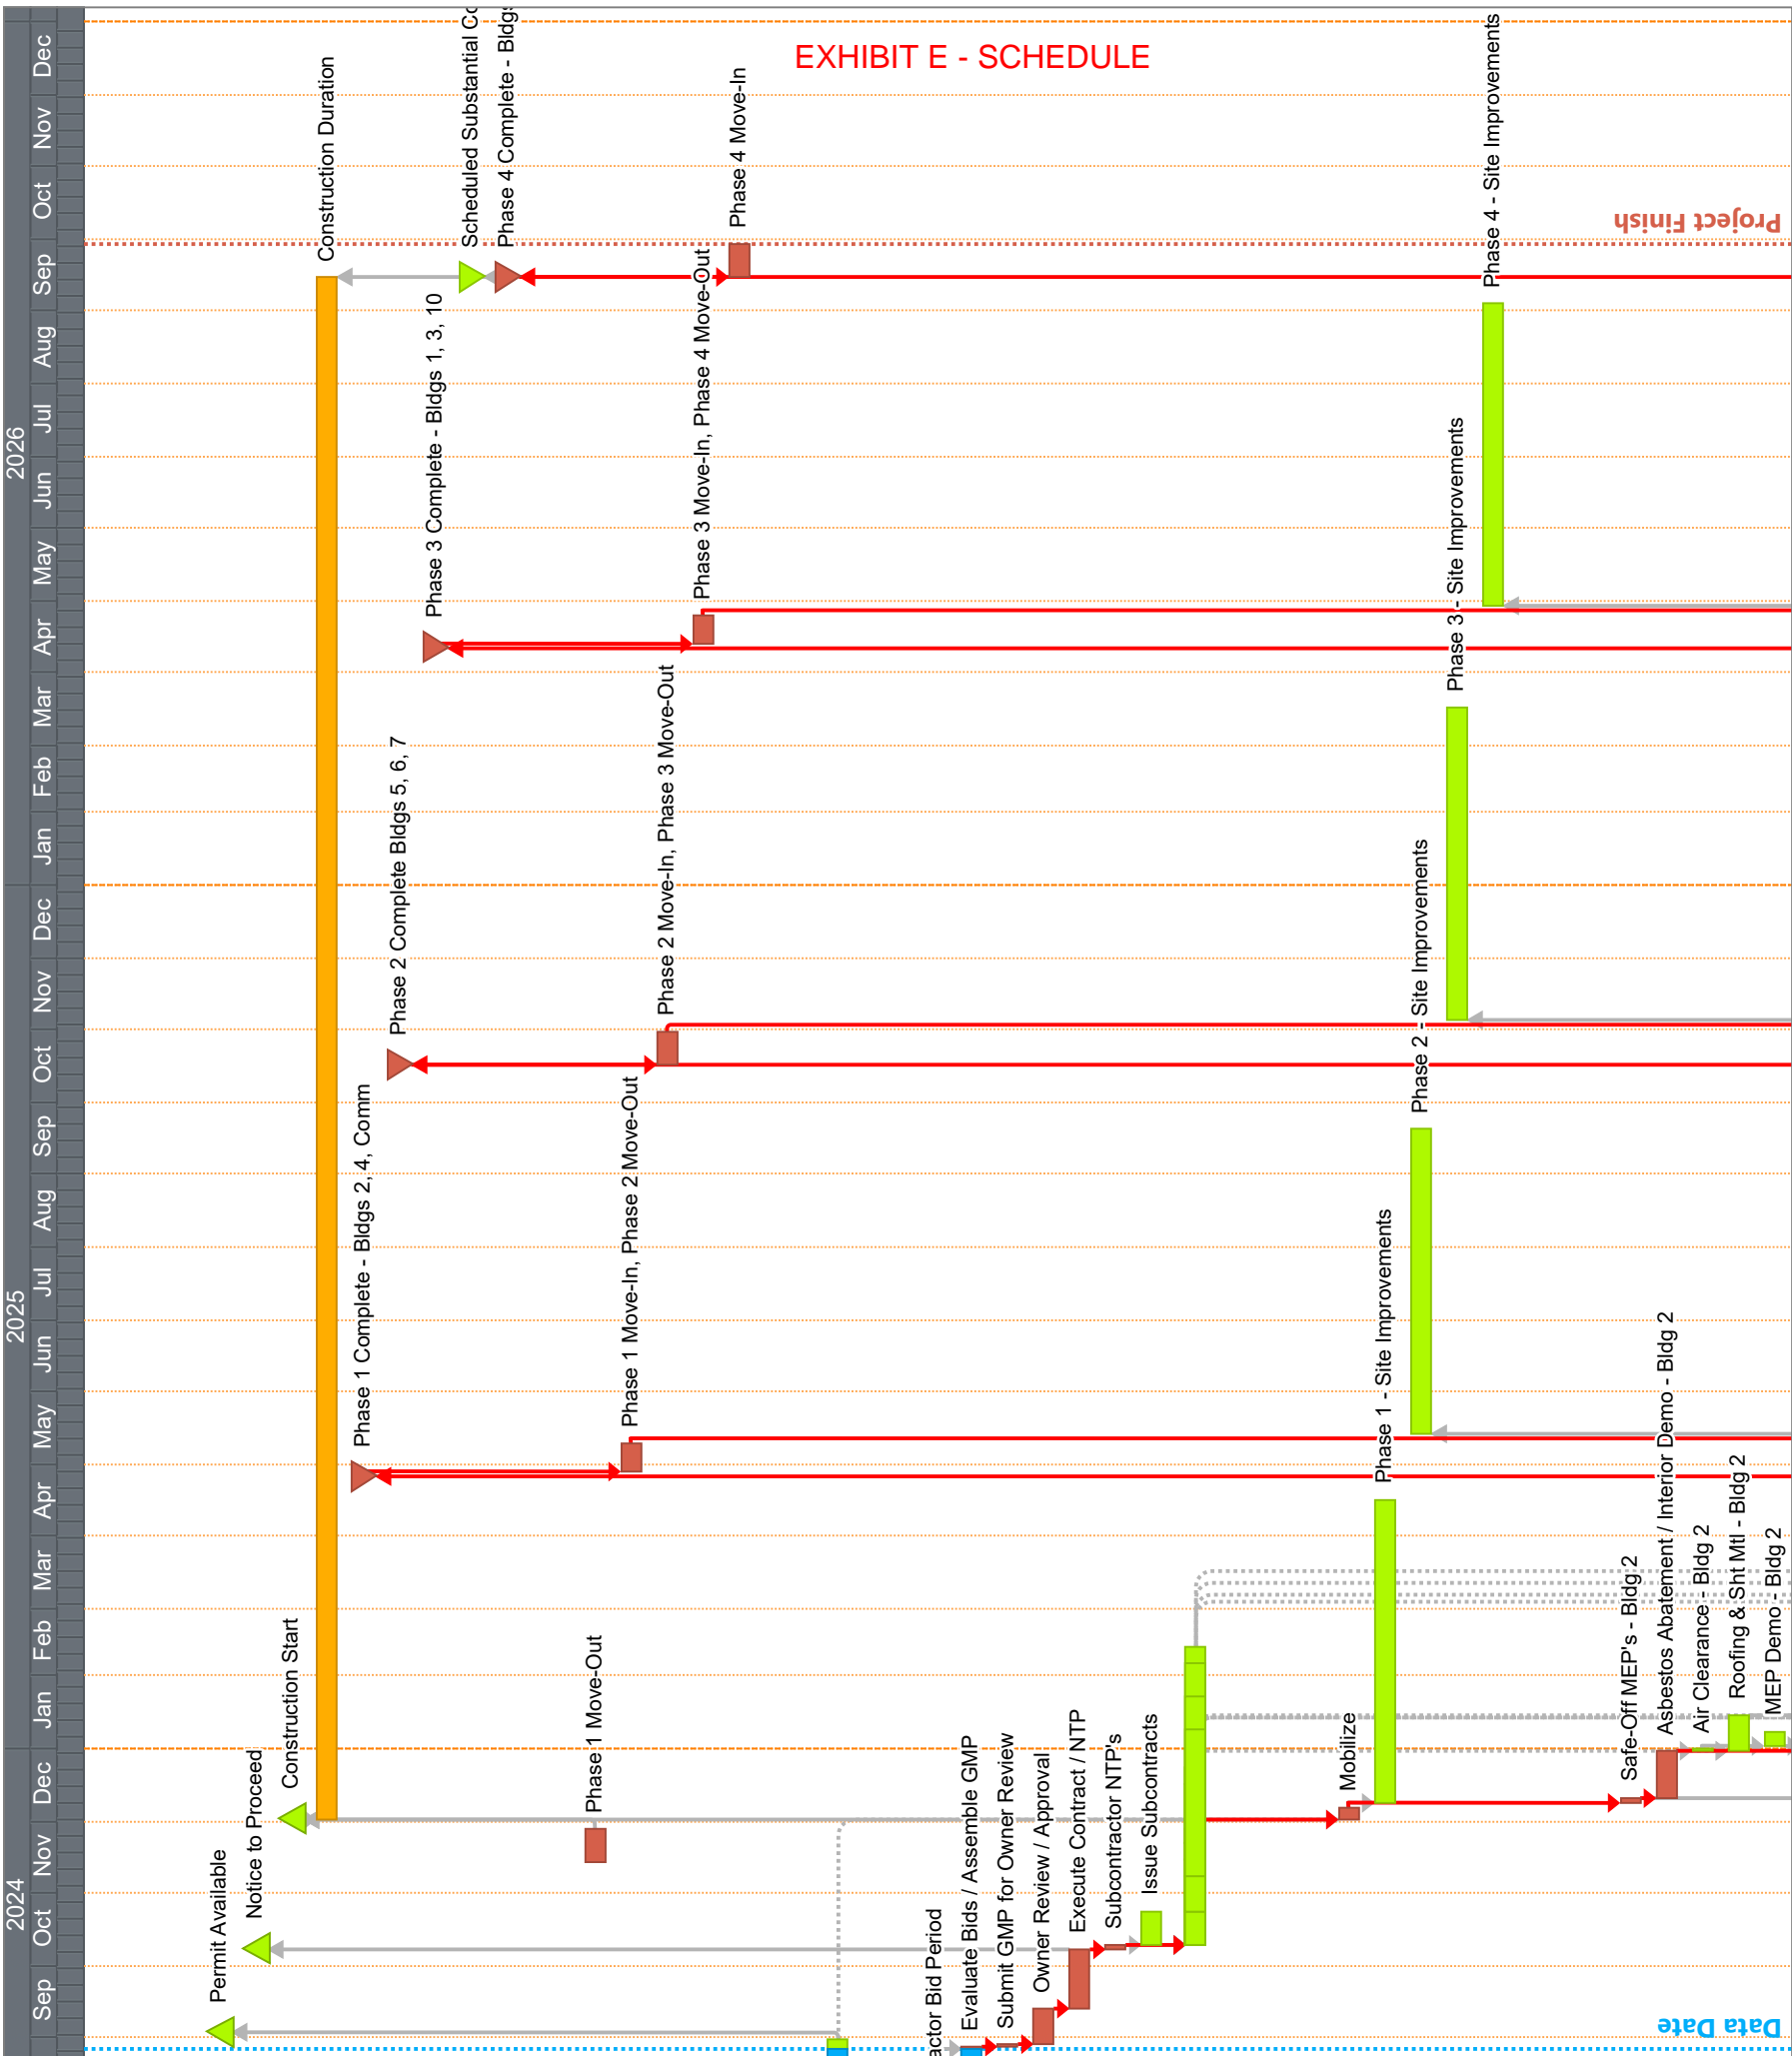 EXHIBIT E - SCHEDULE
2024
Sep
Oct
Nov
Dec
2025
Jan
Feb
Mar
Apr
May
Jun
Jul
Aug
Sep
Oct
Nov
Dec
2026
Jan
Feb
Mar
Apr
May
Jun
Jul
Aug
Sep
Oct
Nov
Dec
Permit Available
Notice to Proceed
Construction Start
Construction Duration
Phase 1 Complete - Bldgs 2, 4, Comm
Phase 2 Complete Bldgs 5, 6, 7
Phase 3 Complete - Bldgs 1, 3, 10
Scheduled Substantial Co
Phase 4 Complete - Bldgs
Phase 1 Move-Out
Phase 1 Move-In, Phase 2 Move-Out
Phase 2 Move-In, Phase 3 Move-Out
Phase 3 Move-In, Phase 4 Move-Out
Phase 4 Move-In
actor Bid Period
Evaluate Bids / Assemble GMP
Submit GMP for Owner Review
Owner Review / Approval
Execute Contract / NTP
Subcontractor NTP's
Issue Subcontracts
Mobilize
Phase 1 - Site Improvements
Phase 2 - Site Improvements
Phase 3 - Site Improvements
Phase 4 - Site Improvements
Safe-Off MEP's - Bldg 2
Asbestos Abatement / Interior Demo - Bldg 2
Air Clearance - Bldg 2
Roofing & Sht Mtl - Bldg 2
MEP Demo - Bldg 2
Data Date
Project Finish